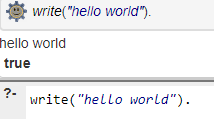 write("hello world").
hello world
true
?- write("hello world").